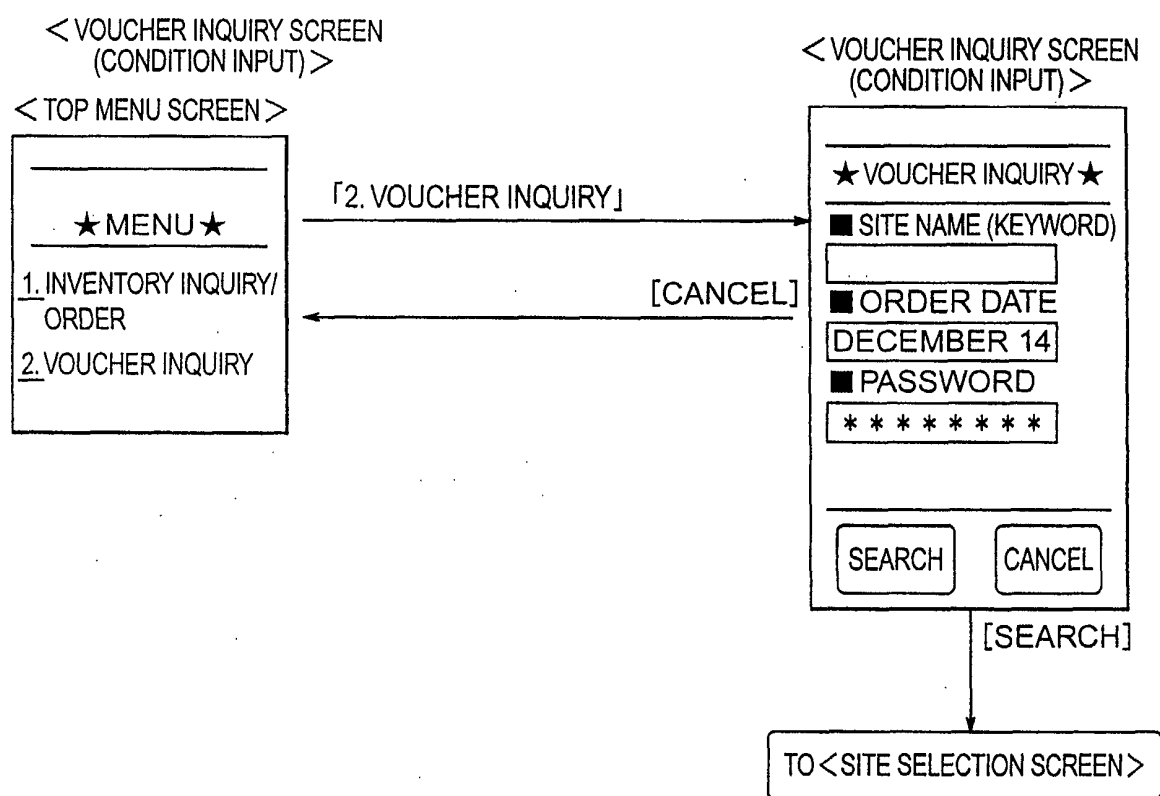 <VOUCHER INQUIRY SCREEN
(CONDITION INPUT)>
<TOP MENU SCREEN>
★MENU★
1. INVENTORY INQUIRY/
ORDER
2. VOUCHER INQUIRY
「2. VOUCHER INQUIRY」
[CANCEL]
<VOUCHER INQUIRY SCREEN
(CONDITION INPUT)>
★VOUCHER INQUIRY★
■ SITE NAME (KEYWORD)
■ ORDER DATE
DECEMBER 14
■ PASSWORD
* * * * * * * *
SEARCH
CANCEL
[SEARCH]
TO <SITE SELECTION SCREEN>